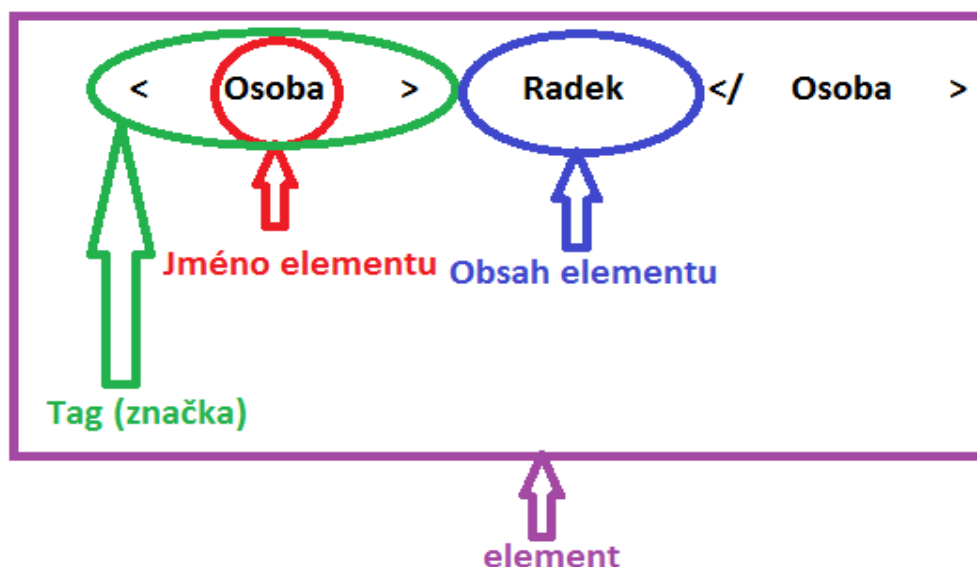 < Osoba > Radek </ Osoba >
Jméno elementu
Obsah elementu
Tag (značka)
element